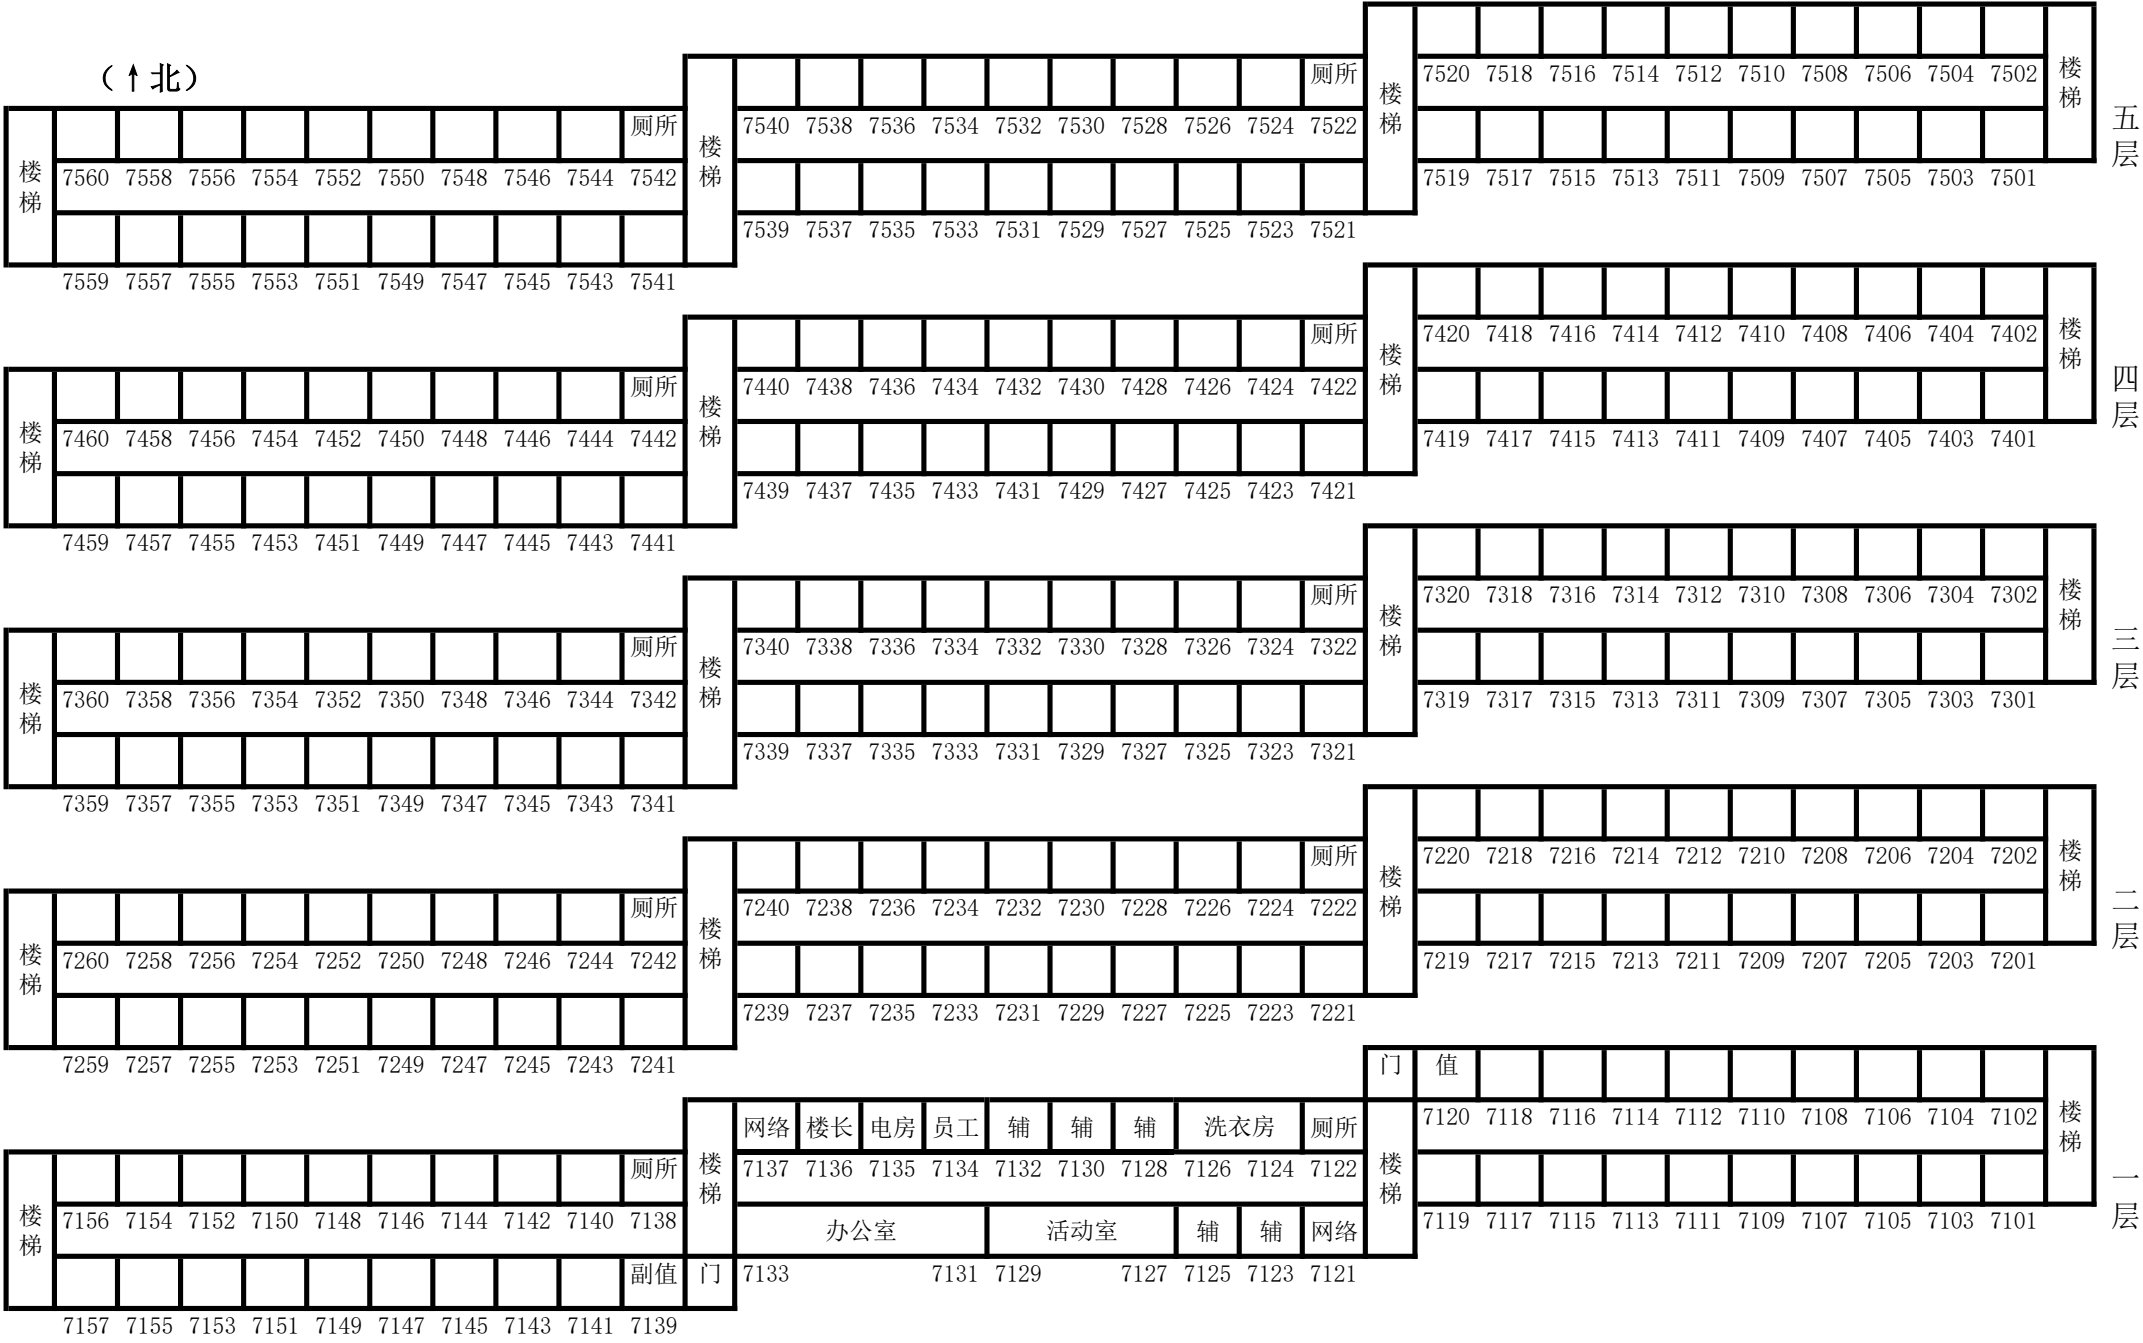 （↑北）
厕所
7520 7518 7516 7514 7512 7510 7508 7506 7504 7502
楼梯
楼梯
五层
厕所
7540 7538 7536 7534 7532 7530 7528 7526 7524 7522
楼梯
楼梯
7560 7558 7556 7554 7552 7550 7548 7546 7544 7542
7519 7517 7515 7513 7511 7509 7507 7505 7503 7501
7539 7537 7535 7533 7531 7529 7527 7525 7523 7521
7559 7557 7555 7553 7551 7549 7547 7545 7543 7541
厕所
7420 7418 7416 7414 7412 7410 7408 7406 7404 7402
楼梯
楼梯
四层
厕所
7440 7438 7436 7434 7432 7430 7428 7426 7424 7422
楼梯
楼梯
7460 7458 7456 7454 7452 7450 7448 7446 7444 7442
7419 7417 7415 7413 7411 7409 7407 7405 7403 7401
7439 7437 7435 7433 7431 7429 7427 7425 7423 7421
7459 7457 7455 7453 7451 7449 7447 7445 7443 7441
厕所
7320 7318 7316 7314 7312 7310 7308 7306 7304 7302
楼梯
楼梯
三层
厕所
7340 7338 7336 7334 7332 7330 7328 7326 7324 7322
楼梯
楼梯
7360 7358 7356 7354 7352 7350 7348 7346 7344 7342
7319 7317 7315 7313 7311 7309 7307 7305 7303 7301
7339 7337 7335 7333 7331 7329 7327 7325 7323 7321
7359 7357 7355 7353 7351 7349 7347 7345 7343 7341
厕所
7220 7218 7216 7214 7212 7210 7208 7206 7204 7202
楼梯
楼梯
二层
厕所
7240 7238 7236 7234 7232 7230 7228 7226 7224 7222
楼梯
楼梯
7260 7258 7256 7254 7252 7250 7248 7246 7244 7242
7219 7217 7215 7213 7211 7209 7207 7205 7203 7201
7239 7237 7235 7233 7231 7229 7227 7225 7223 7221
7259 7257 7255 7253 7251 7249 7247 7245 7243 7241
门 值
7120 7118 7116 7114 7112 7110 7108 7106 7104 7102
楼梯
一层
网络 楼长 电房 员工 辅 辅 辅 洗衣房 厕所
7137 7136 7135 7134 7132 7130 7128 7126 7124 7122
厕所
楼梯
楼梯
楼梯
7156 7154 7152 7150 7148 7146 7144 7142 7140 7138
办公室 活动室 辅 辅 网络
7119 7117 7115 7113 7111 7109 7107 7105 7103 7101
副值 门
7133 7131 7129 7127 7125 7123 7121
7157 7155 7153 7151 7149 7147 7145 7143 7141 7139